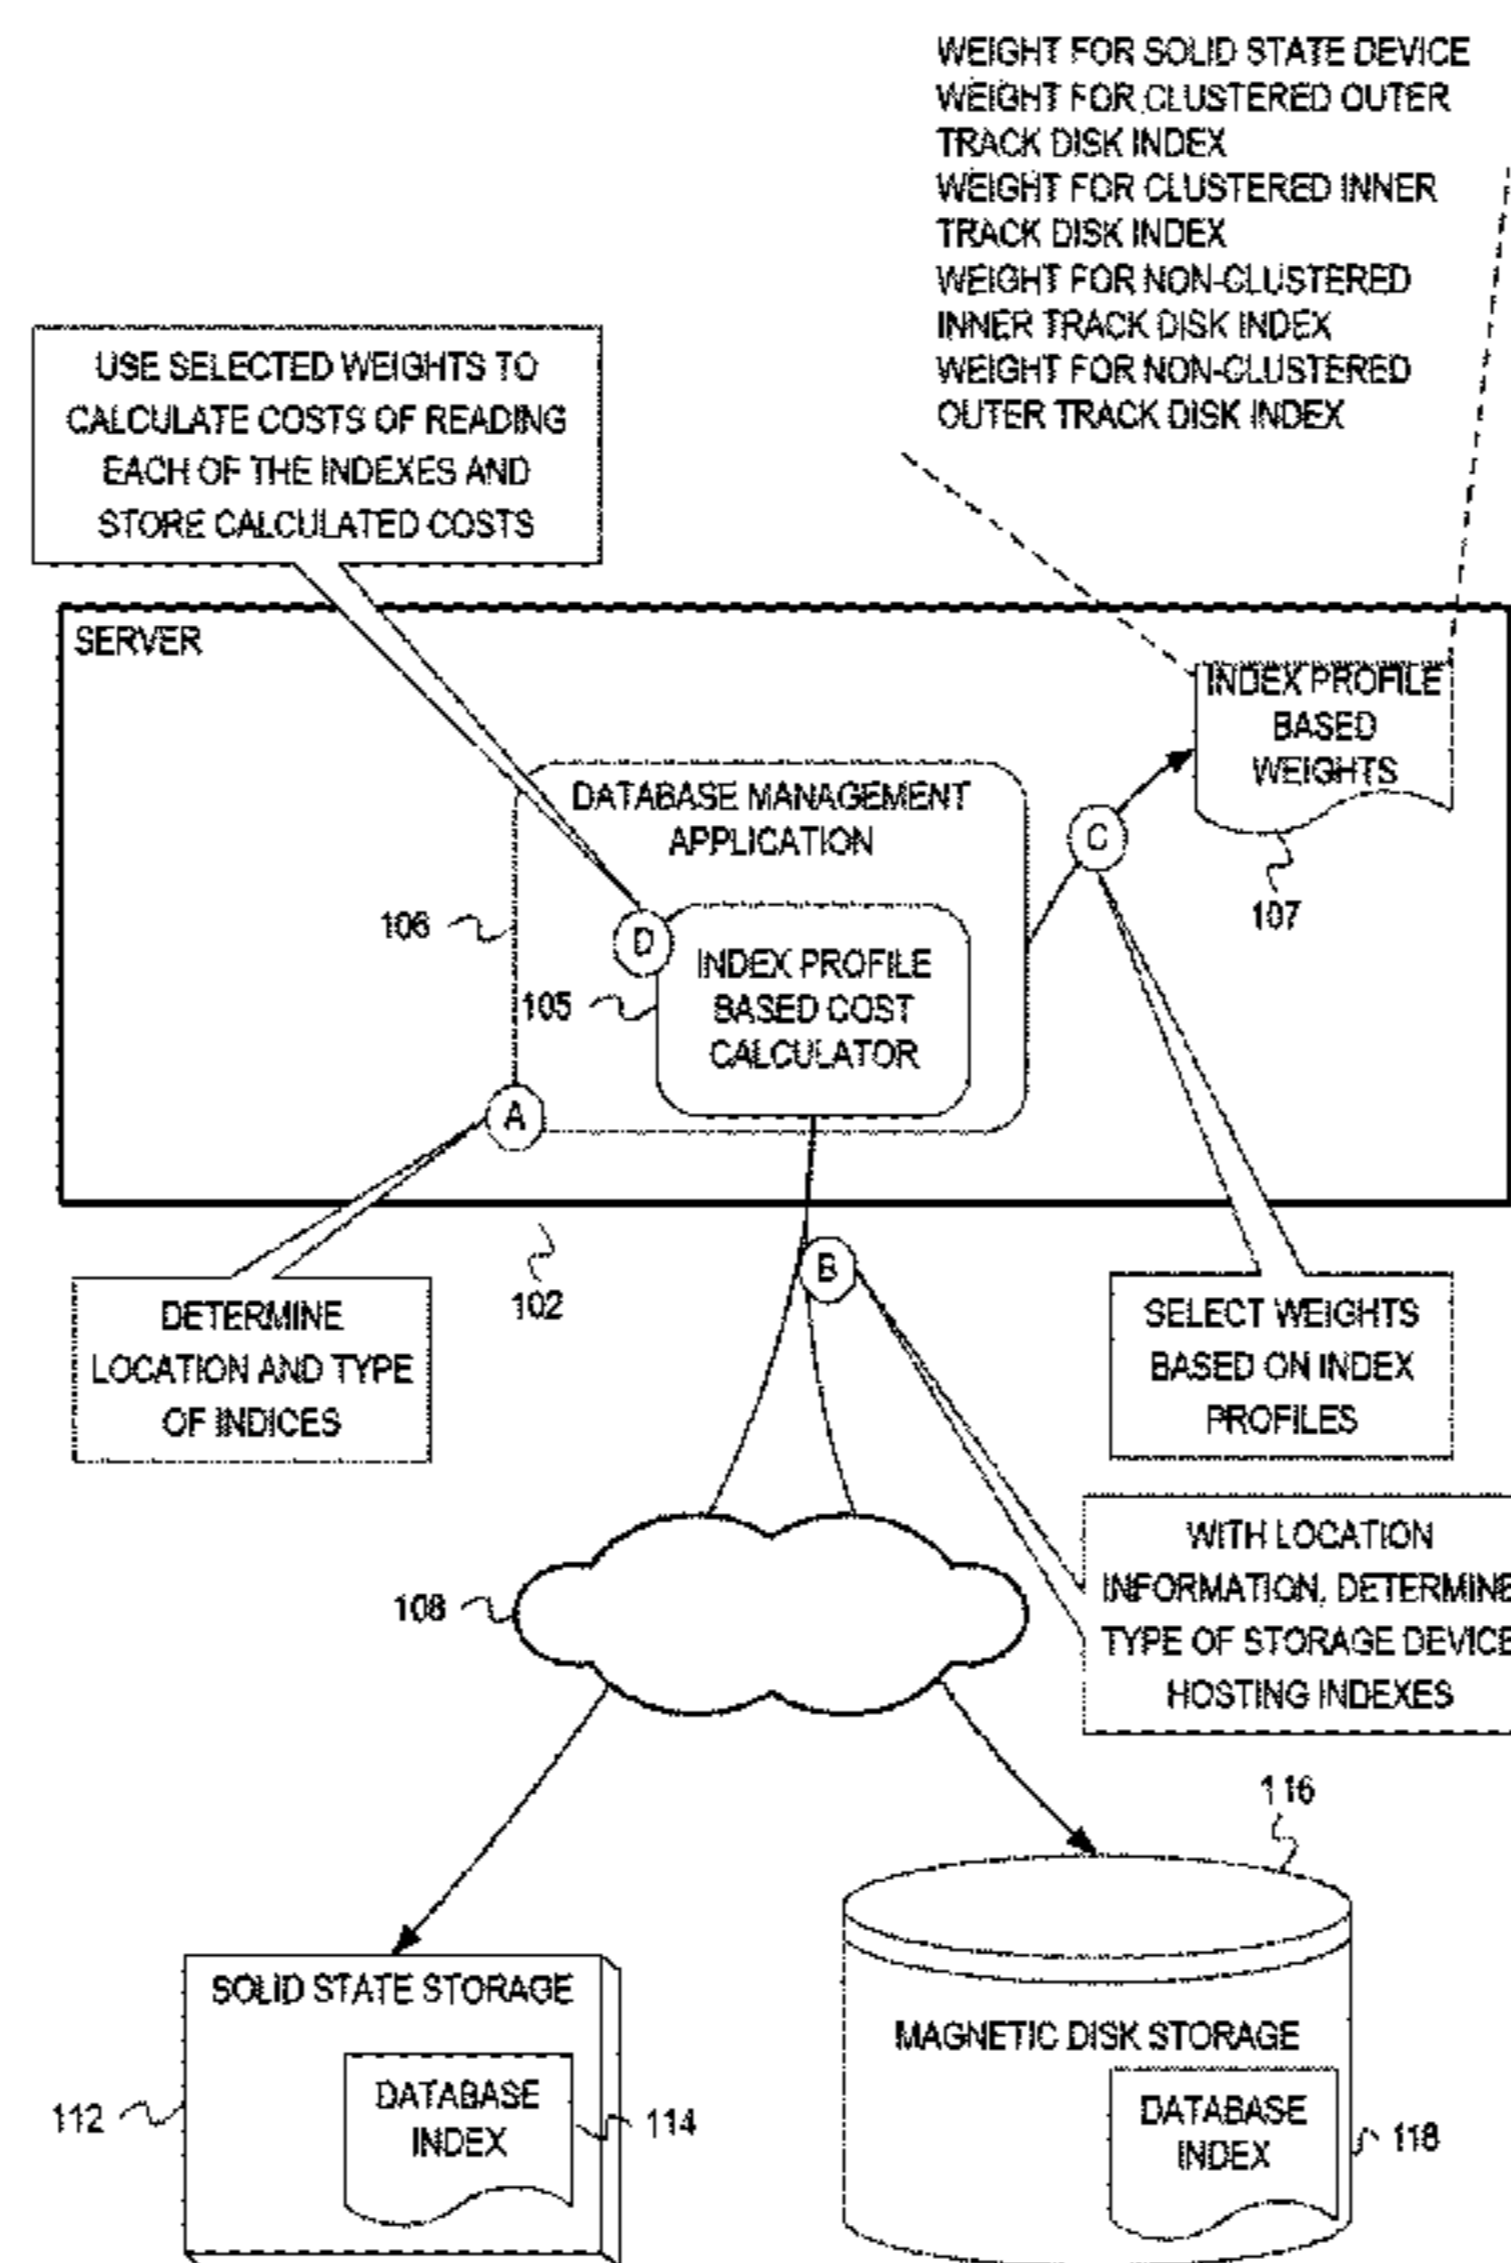 WEIGHT FOR SOLID STATE DEVICE
WEIGHT FOR CLUSTERED OUTER
TRACK DISK INDEX
WEIGHT FOR CLUSTERED INNER
TRACK DISK INDEX
WEIGHT FOR NON-CLUSTERED
INNER TRACK DISK INDEX
WEIGHT FOR NON-CLUSTERED
OUTER TRACK DISK INDEX
USE SELECTED WEIGHTS TO
CALCULATE COSTS OF READING
EACH OF THE INDEXES AND
STORE CALCULATED COSTS
SERVER
INDEX PROFILE
BASED
WEIGHTS
107
C
DATABASE MANAGEMENT
APPLICATION
106
D
105
INDEX PROFILE
BASED COST
CALCULATOR
A
102
B
DETERMINE
LOCATION AND TYPE
OF INDICES
SELECT WEIGHTS
BASED ON INDEX
PROFILES
WITH LOCATION
INFORMATION, DETERMINE
TYPE OF STORAGE DEVICE
HOSTING INDEXES
108
116
SOLID STATE STORAGE
DATABASE
INDEX
112
114
MAGNETIC DISK STORAGE
DATABASE
INDEX
118